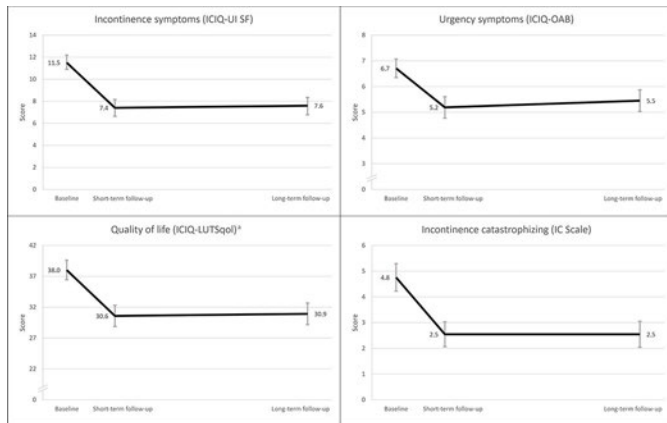 Incontinence symptoms (ICIQ-UI SF)
14
12
10
8
6
4
2
0
Score
11.5
7.4
7.6
Baseline
Short-term follow-up
Long-term follow-up
Urgency symptoms (ICIQ-OAB)
8
7
6
5
4
3
0
Score
6.7
5.2
5.5
Baseline
Short-term follow-up
Long-term follow-up
Quality of life (ICIQ-LUTSqol)ᵃ
42
37
32
27
22
0
Score
38.0
30.6
30.9
Baseline
Short-term follow-up
Long-term follow-up
Incontinence catastrophizing (IC Scale)
6
5
4
3
2
1
0
Score
4.8
2.5
2.5
Baseline
Short-term follow-up
Long-term follow-up